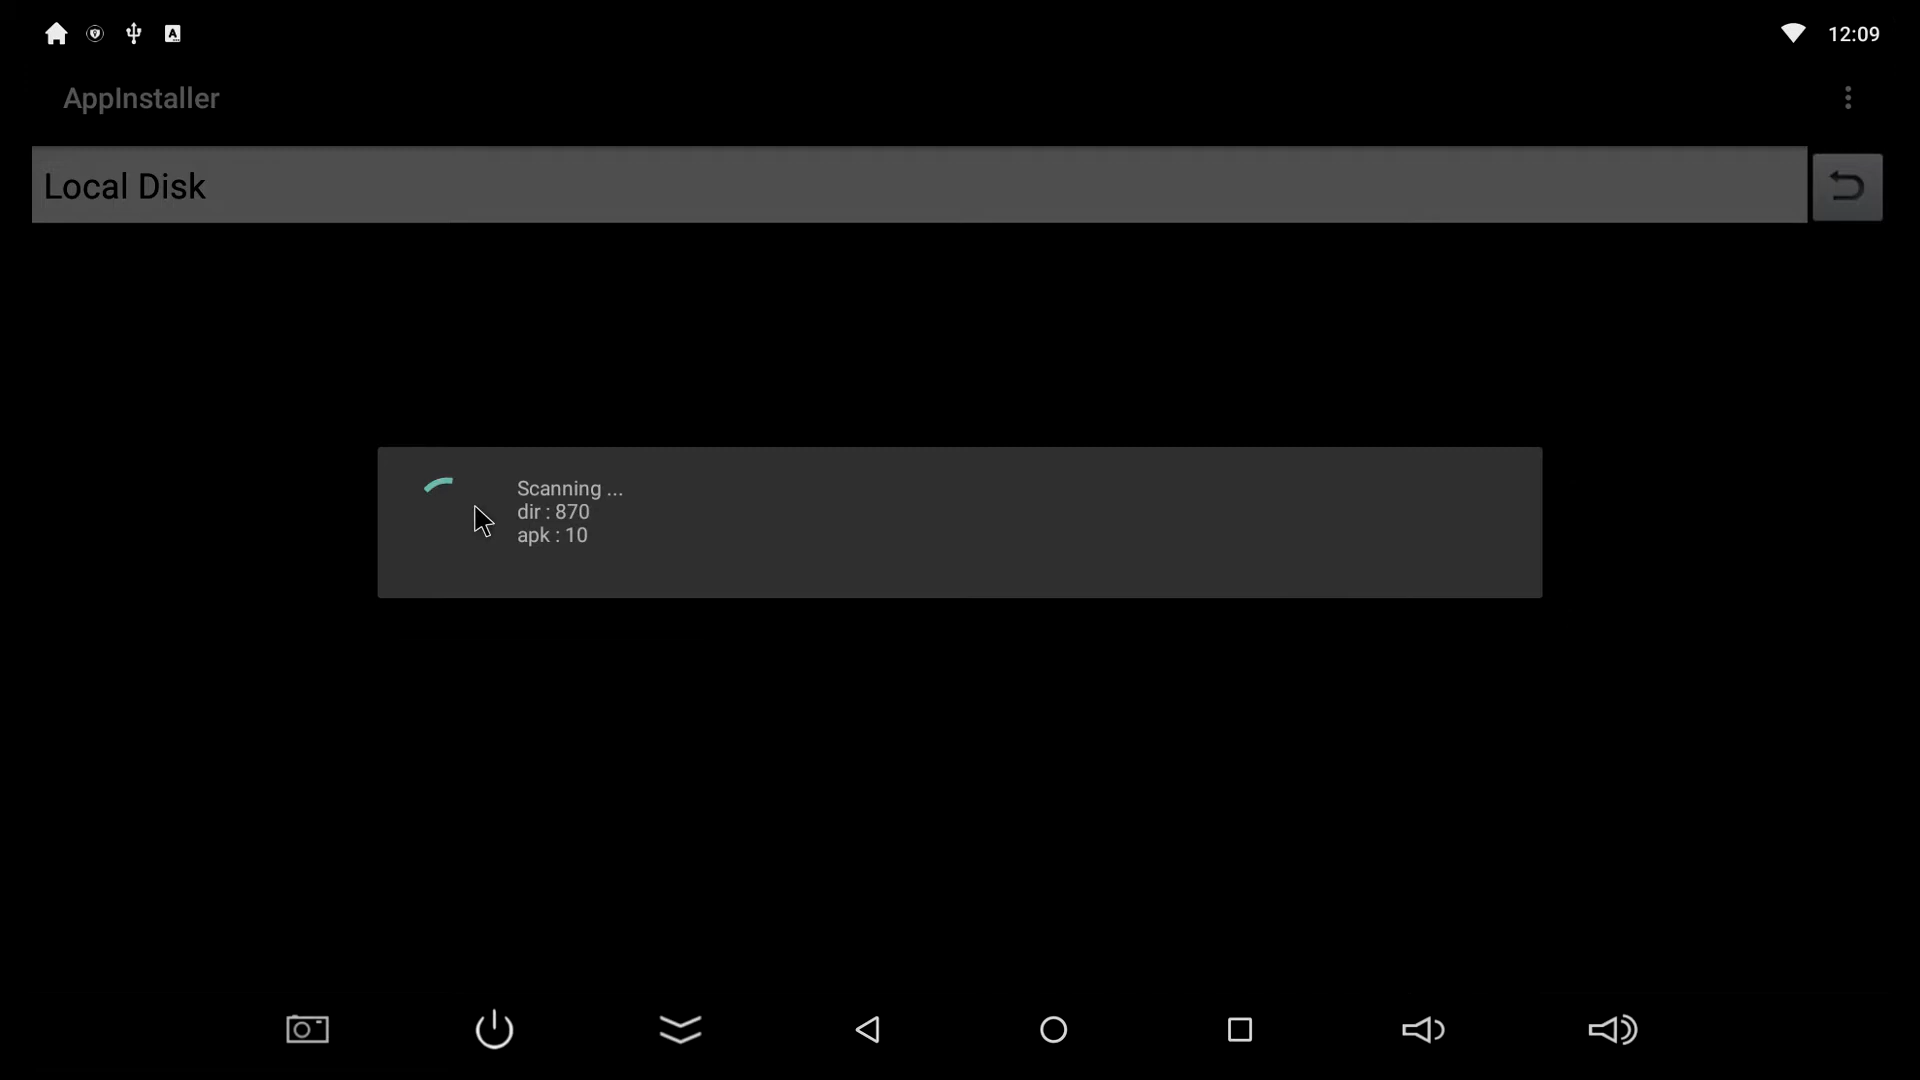 12:09
AppInstaller
Local Disk
Scanning ...
dir : 870
apk : 10